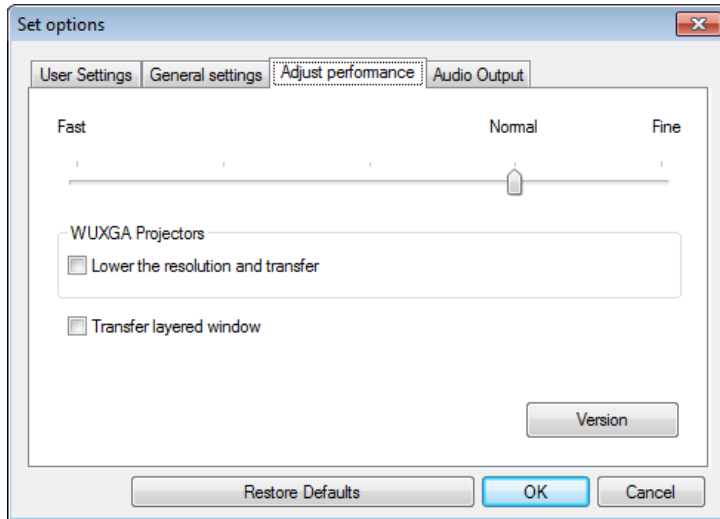 Set options
User Settings General settings Adjust performance Audio Output
Fast Normal Fine
WUXGA Projectors
Lower the resolution and transfer
Transfer layered window
Version
Restore Defaults OK Cancel